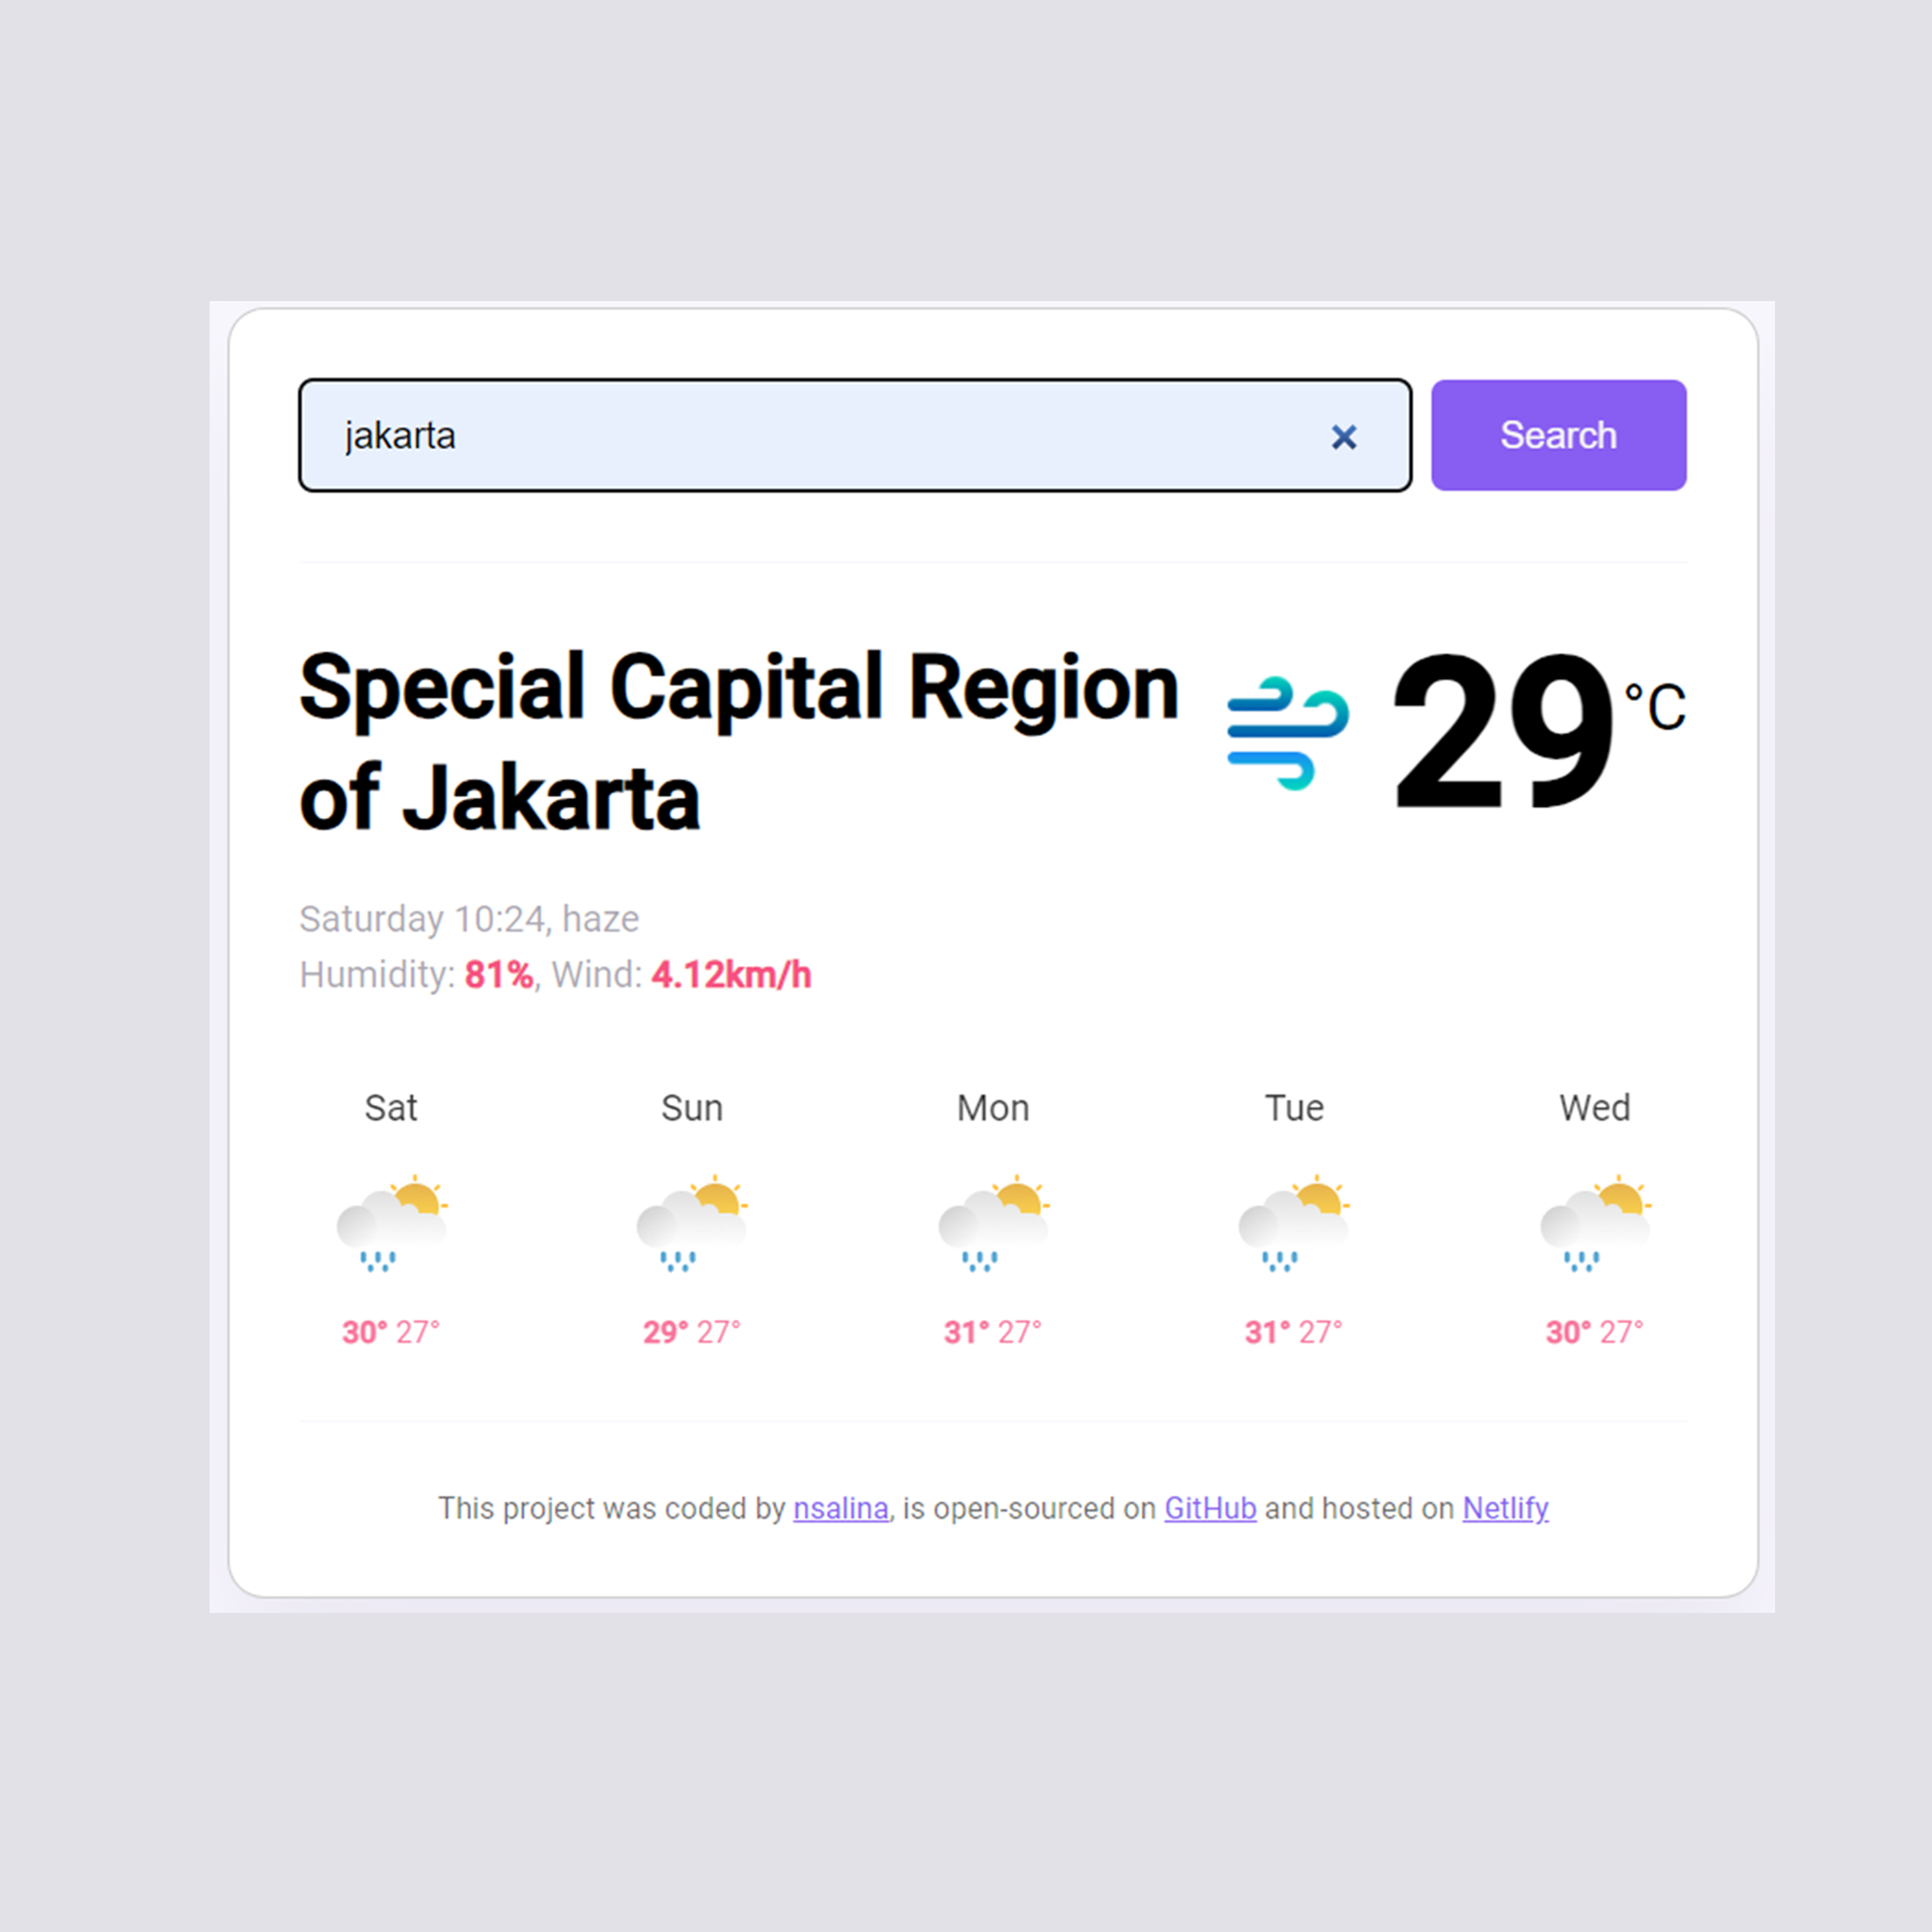 jakarta
Search
Special Capital Region
of Jakarta
29
°C
Saturday 10:24, haze
Humidity: 81%, Wind: 4.12km/h
Sat
Sun
Mon
Tue
Wed
30° 27°
29° 27°
31° 27°
31° 27°
30° 27°
This project was coded by nsalina, is open-sourced on GitHub and hosted on Netlify